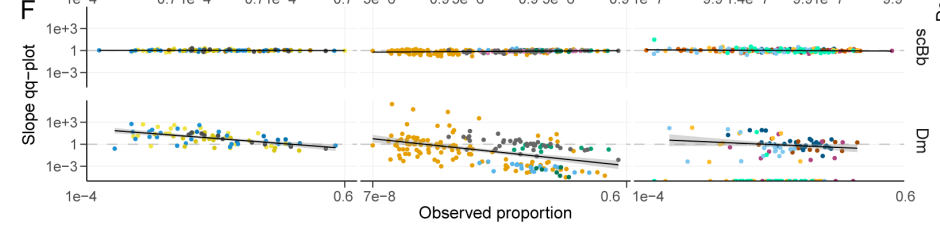 F
1e+3
1
1e−3
scBb
Slope qq−plot
1e+3
1
1e−3
Dm
1e−4 0.6 7e−8 0.6 1e−4 0.6
Observed proportion